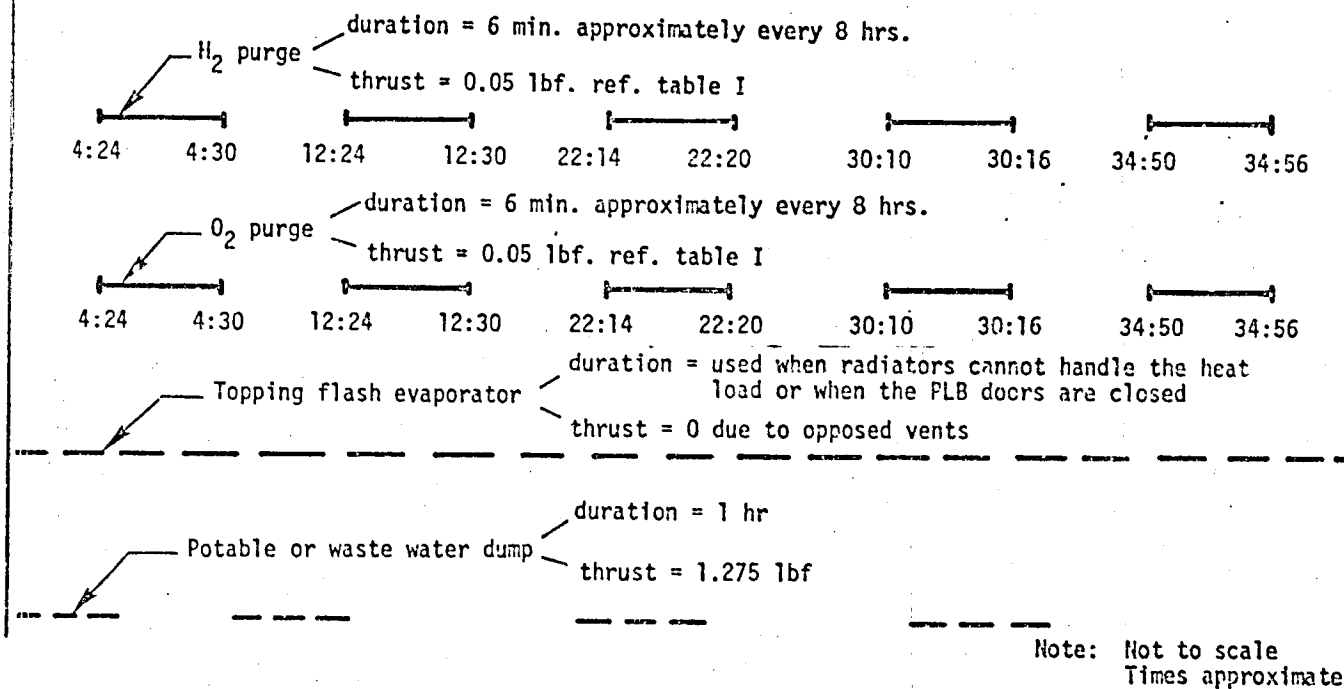 duration = 6 min. approximately every 8 hrs.
H2 purge
thrust = 0.05 lbf. ref. table I
4:24 4:30 12:24 12:30 22:14 22:20 30:10 30:16 34:50 34:56
duration = 6 min. approximately every 8 hrs.
O2 purge
thrust = 0.05 lbf. ref. table I
4:24 4:30 12:24 12:30 22:14 22:20 30:10 30:16 34:50 34:56
duration = used when radiators cannot handle the heat
load or when the PLB doors are closed
Topping flash evaporator
thrust = 0 due to opposed vents
duration = 1 hr
Potable or waste water dump
thrust = 1.275 lbf
Note: Not to scale
Times approximate